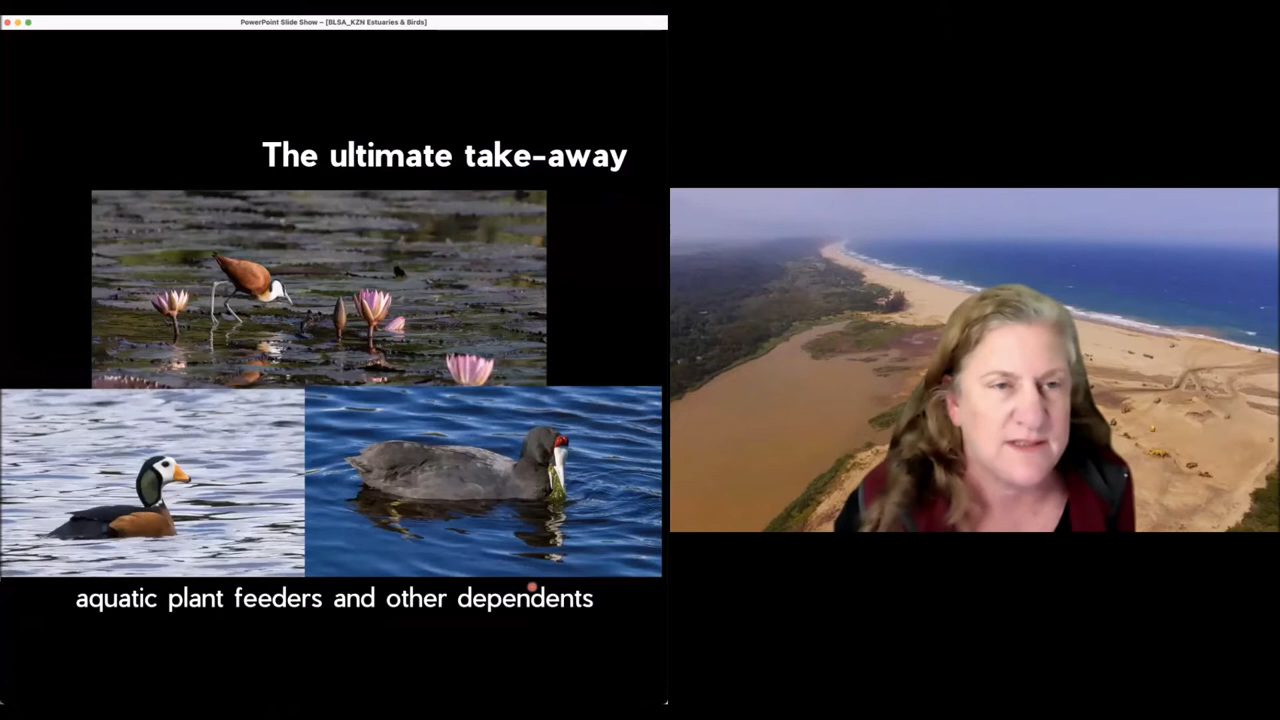 PowerPoint Slide Show – [BLSA_KZN Estuaries & Birds]
The ultimate take-away
aquatic plant feeders and other dependents